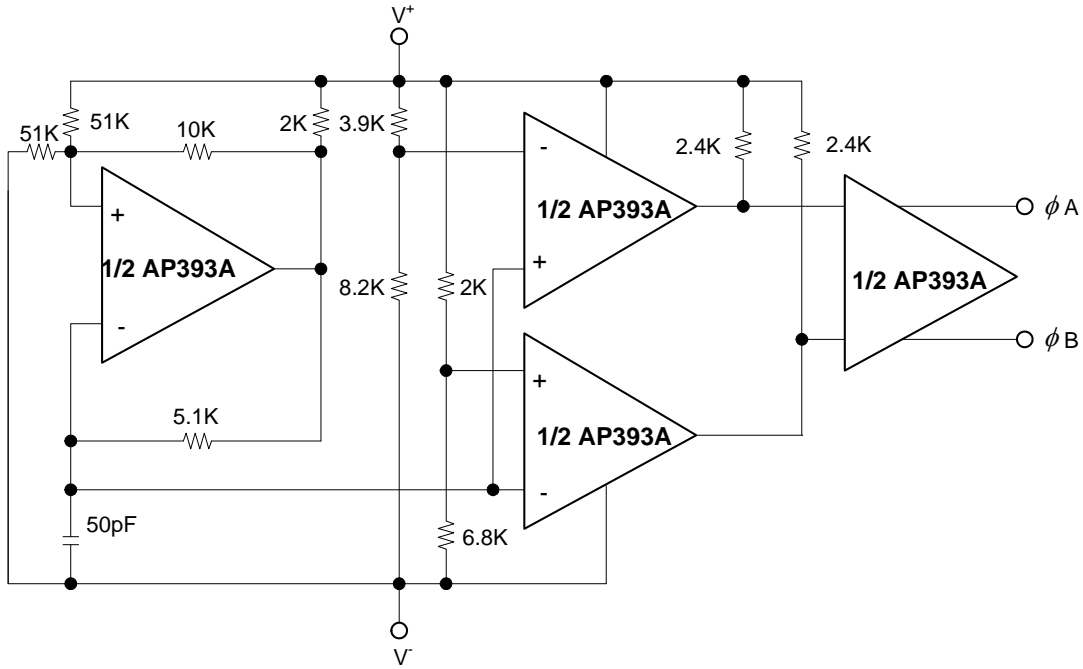 V+
51K
51K
10K
2K
3.9K
-
2.4K
2.4K
+
1/2 AP393A
1/2 AP393A
ϕA
+
8.2K
2K
1/2 AP393A
-
ϕB
+
5.1K
1/2 AP393A
-
50pF
6.8K
V-